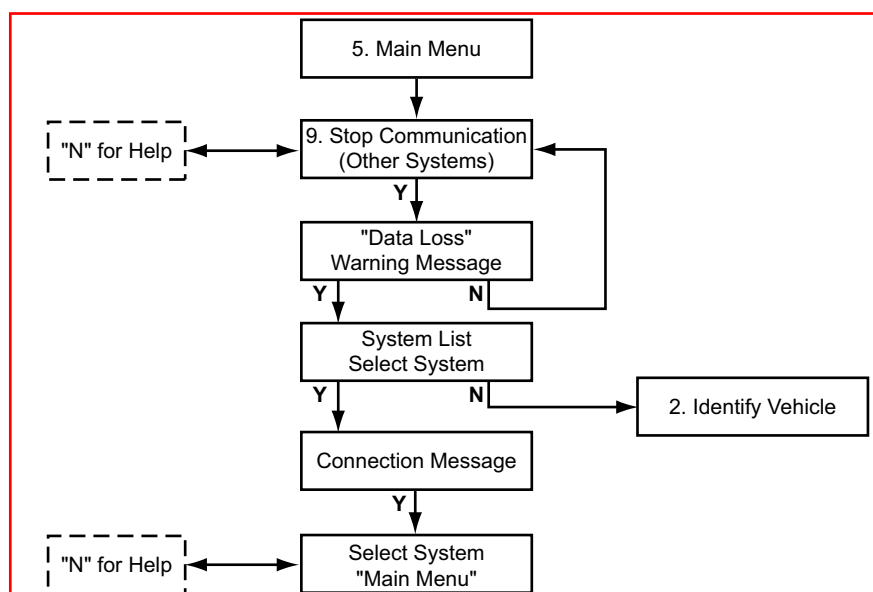 5. Main Menu
"N" for Help
9. Stop Communication
(Other Systems)
Y
"Data Loss"
Warning Message
Y
N
System List
Select System
Y
N
2. Identify Vehicle
Connection Message
Y
"N" for Help
Select System
"Main Menu"